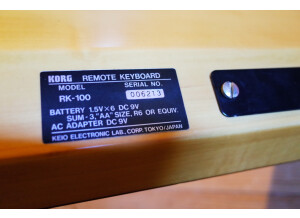 KORG REMOTE KEYBOARD
MODEL SERIAL NO.
RK-100 006213
BATTERY 1.5V×6 DC 9V
SUM-3,"AA" SIZE, R6 OR EQUIV.
AC ADAPTER DC 9V
KEIO ELECTRONIC LAB., CORP. TOKYO/JAPAN